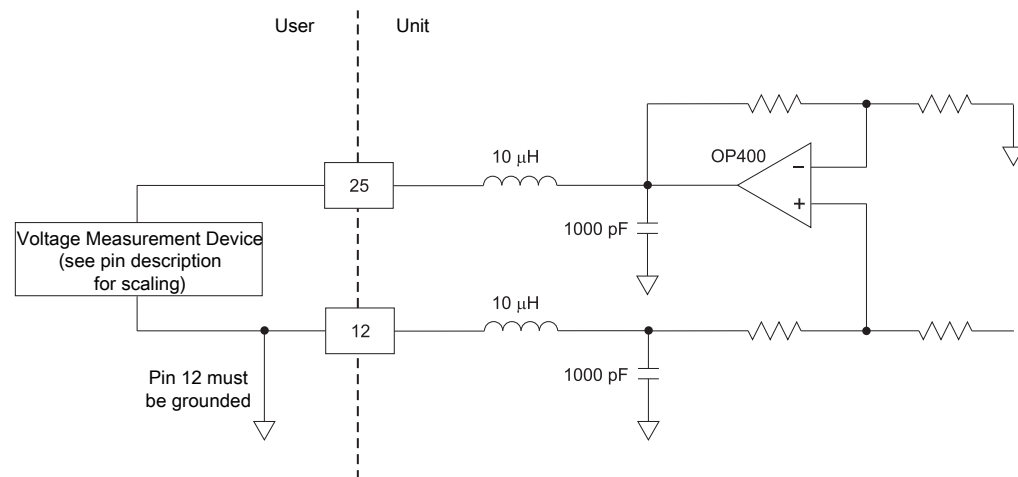 User
Unit
OP400
10 μH
−
25
+
1000 pF
Voltage Measurement Device
(see pin description
for scaling)
10 μH
12
Pin 12 must
be grounded
1000 pF